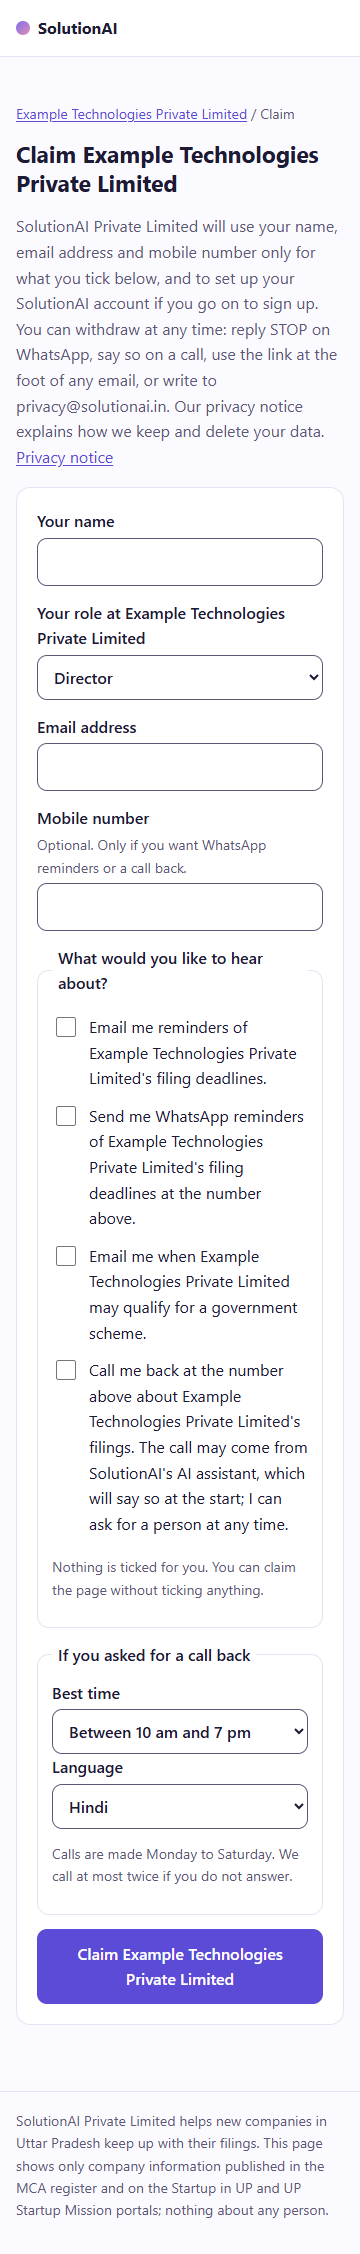 SolutionAI
Example Technologies Private Limited / Claim
Claim Example Technologies
Private Limited
SolutionAI Private Limited will use your name,
email address and mobile number only for
what you tick below, and to set up your
SolutionAI account if you go on to sign up.
You can withdraw at any time: reply STOP on
WhatsApp, say so on a call, use the link at the
foot of any email, or write to
privacy@solutionai.in. Our privacy notice
explains how we keep and delete your data.
Privacy notice
Your name
Your role at Example Technologies
Private Limited
Director
Email address
Mobile number
Optional. Only if you want WhatsApp
reminders or a call back.
What would you like to hear
about?
Email me reminders of
Example Technologies Private
Limited's filing deadlines.
Send me WhatsApp reminders
of Example Technologies
Private Limited's filing
deadlines at the number
above.
Email me when Example
Technologies Private Limited
may qualify for a government
scheme.
Call me back at the number
above about Example
Technologies Private Limited's
filings. The call may come from
SolutionAI's AI assistant, which
will say so at the start; I can
ask for a person at any time.
Nothing is ticked for you. You can claim
the page without ticking anything.
If you asked for a call back
Best time
Between 10 am and 7 pm
Language
Hindi
Calls are made Monday to Saturday. We
call at most twice if you do not answer.
Claim Example Technologies
Private Limited
SolutionAI Private Limited helps new companies in
Uttar Pradesh keep up with their filings. This page
shows only company information published in the
MCA register and on the Startup in UP and UP
Startup Mission portals; nothing about any person.